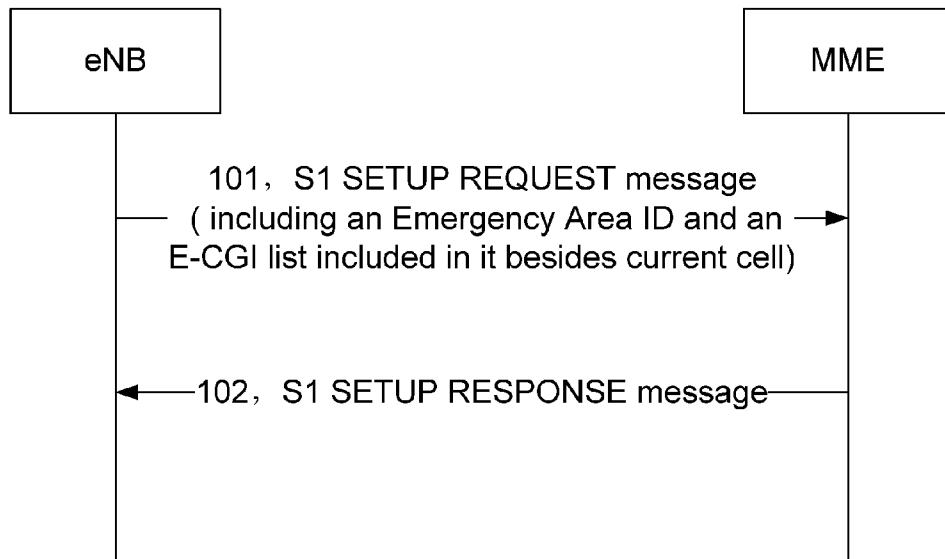 eNB
MME
101，S1 SETUP REQUEST message
( including an Emergency Area ID and an
E-CGI list included in it besides current cell)
102，S1 SETUP RESPONSE message